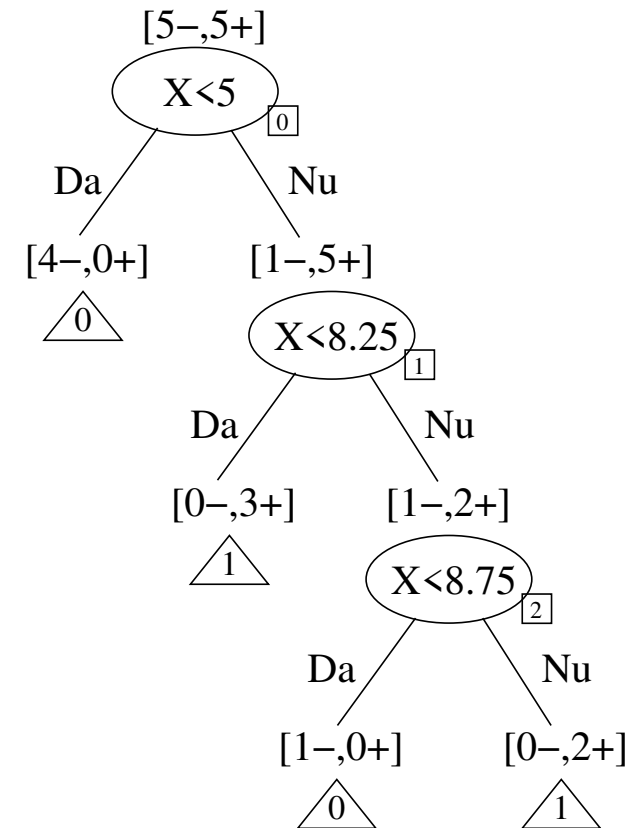 [5−,5+]
X<5
0
Da Nu
[4−,0+] [1−,5+]
0
X<8.25
1
Da Nu
[0−,3+] [1−,2+]
1
X<8.75
2
Da Nu
[1−,0+] [0−,2+]
0 1